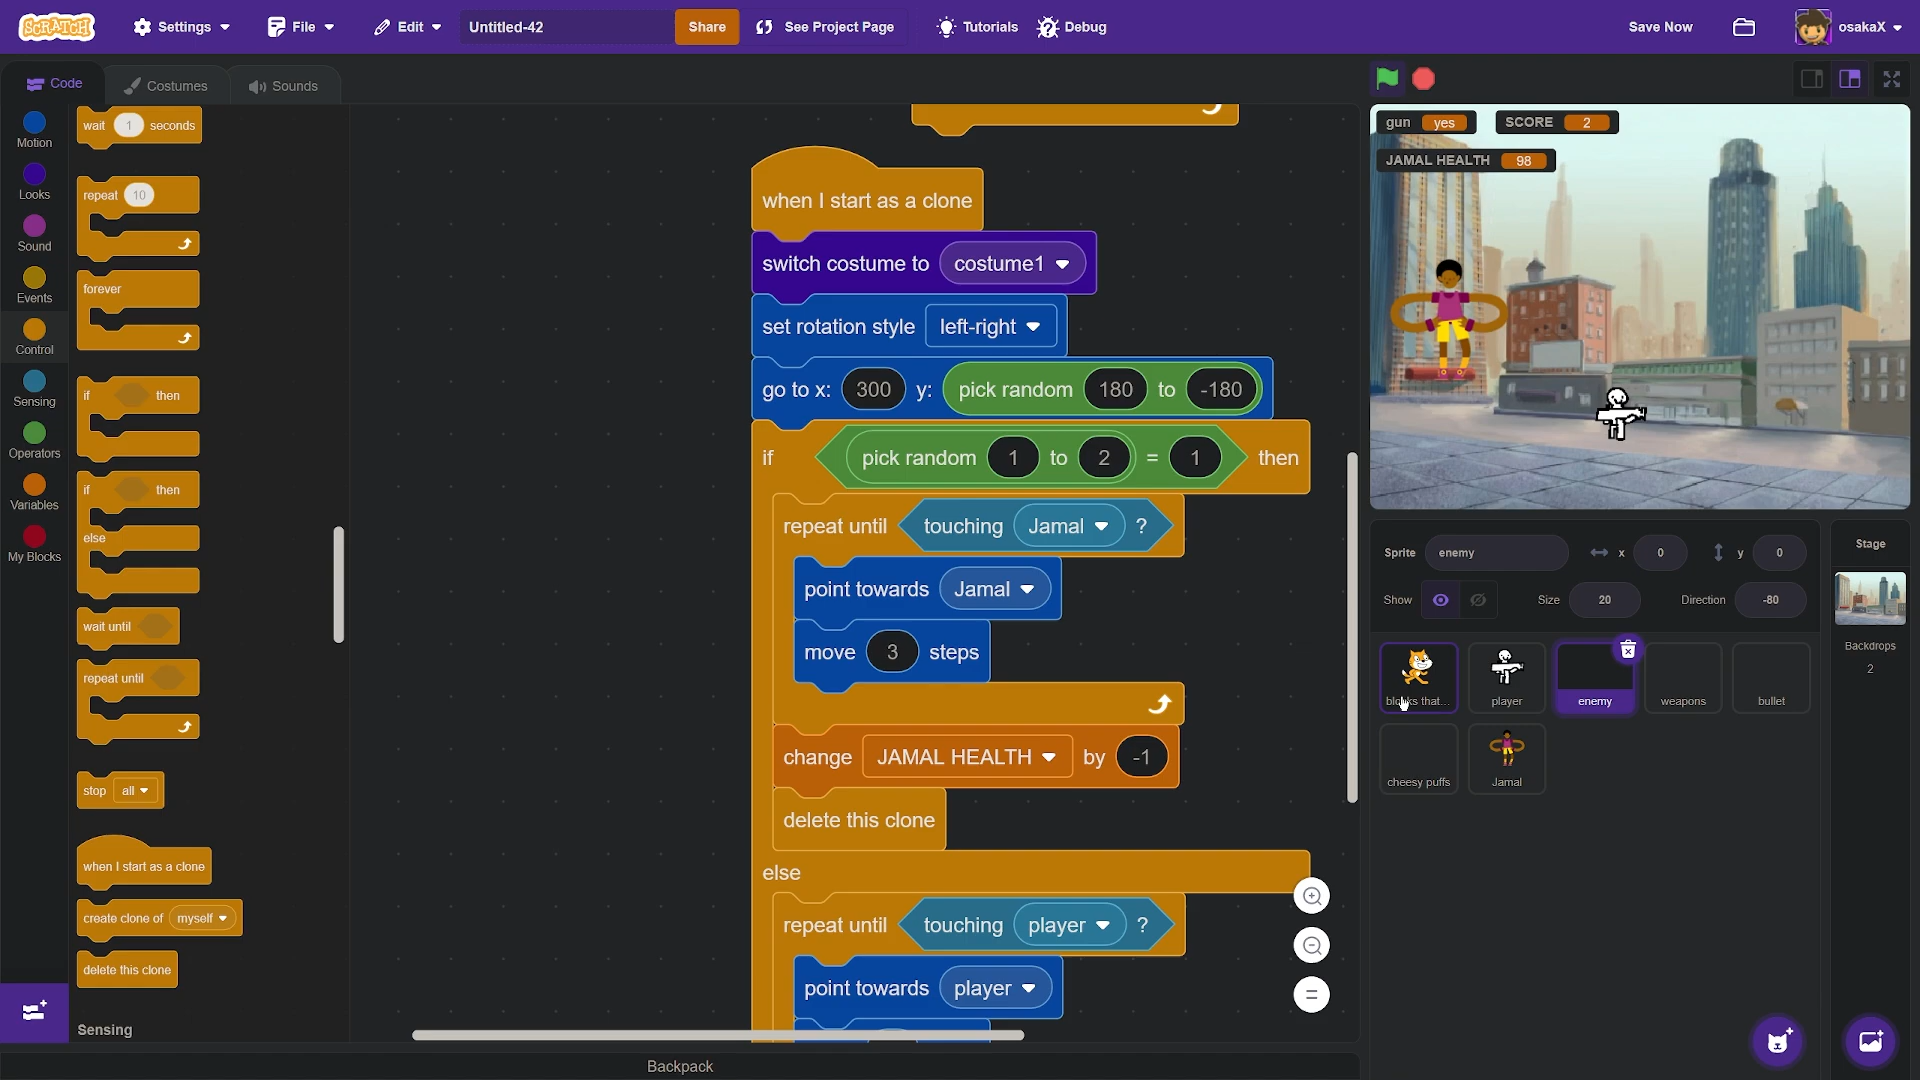 SCRATCH
Settings
File
Edit
Untitled-42
Share
See Project Page
Tutorials
Debug
Save Now
osakaX
Code
Costumes
Sounds
Motion
Looks
Sound
Events
Control
Sensing
Operators
Variables
My Blocks
wait 1 seconds
repeat 10
forever
if then
if then
else
wait until
repeat until
stop all
when I start as a clone
create clone of myself
delete this clone
Sensing
when I start as a clone
switch costume to costume1
set rotation style left-right
go to x: 300 y: pick random 180 to -180
if pick random 1 to 2 = 1 then
repeat until touching Jamal ?
point towards Jamal
move 3 steps
change JAMAL HEALTH by -1
delete this clone
else
repeat until touching player ?
point towards player
Backpack
gun yes
SCORE 2
JAMAL HEALTH 98
Sprite enemy x 0 y 0
Show Size 20 Direction -80
blocks that...
player
enemy
weapons
bullet
cheesy puffs
Jamal
Stage
Backdrops
2